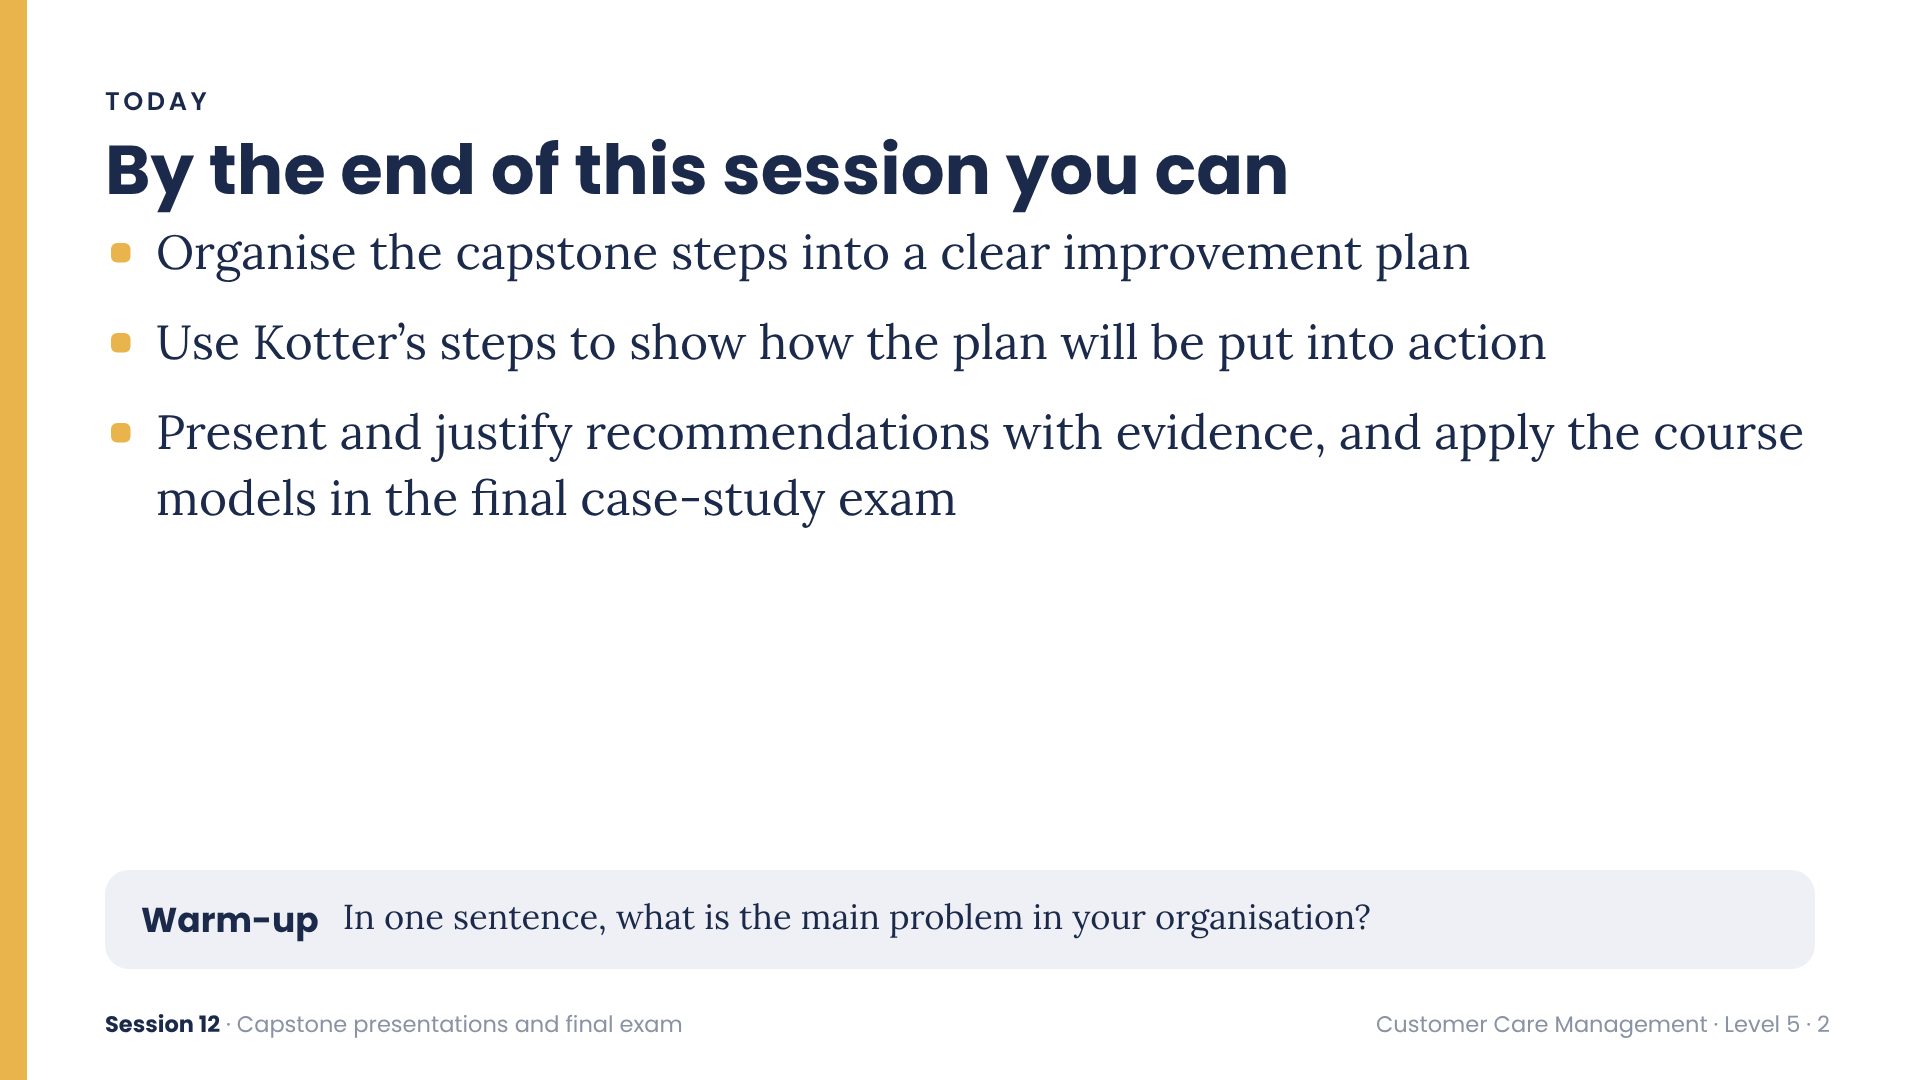 TODAY
By the end of this session you can
Organise the capstone steps into a clear improvement plan
Use Kotter’s steps to show how the plan will be put into action
Present and justify recommendations with evidence, and apply the course
models in the final case-study exam
Warm-up In one sentence, what is the main problem in your organisation?
Session 12 · Capstone presentations and final exam
Customer Care Management · Level 5 · 2